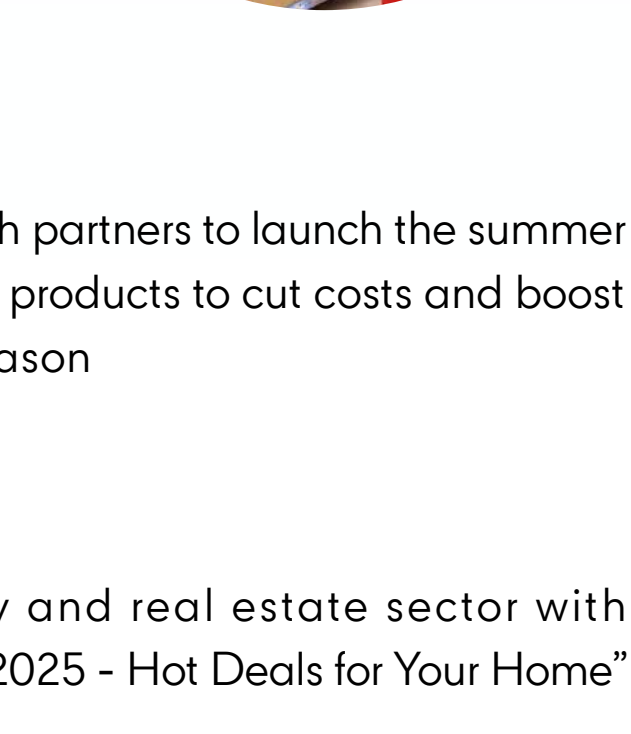 h partners to launch the summer
products to cut costs and boost
ason
y and real estate sector with
2025 - Hot Deals for Your Home”